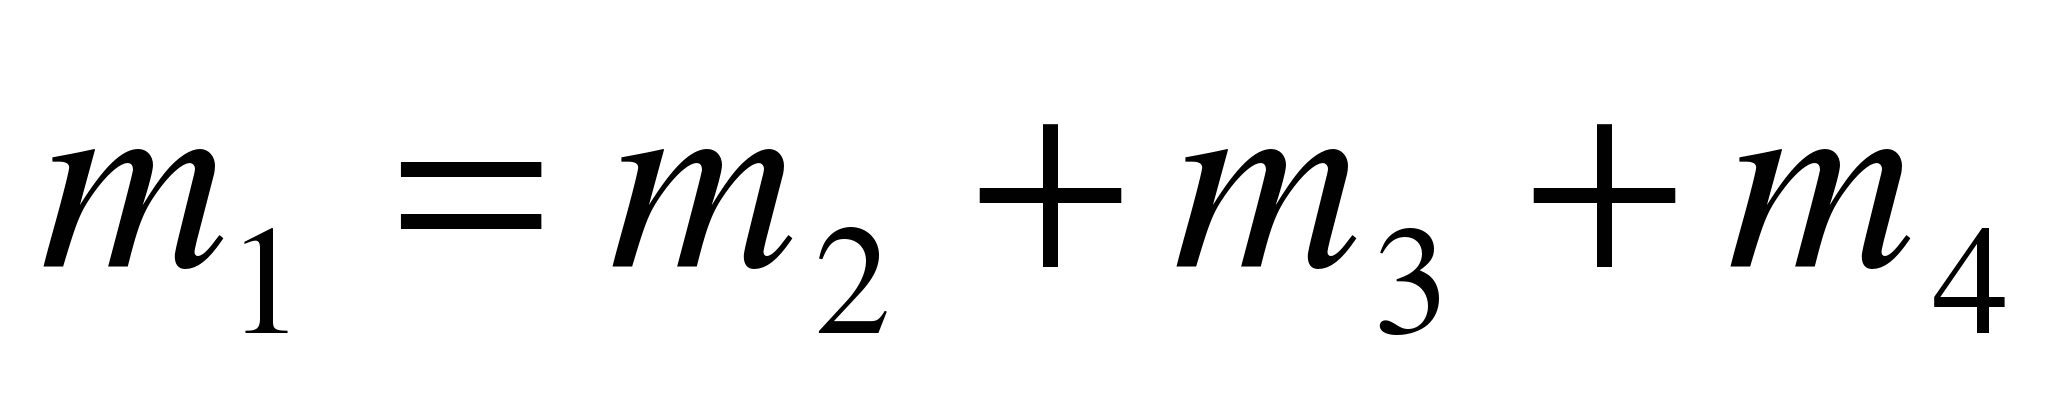 m₁ = m₂ + m₃ + m₄